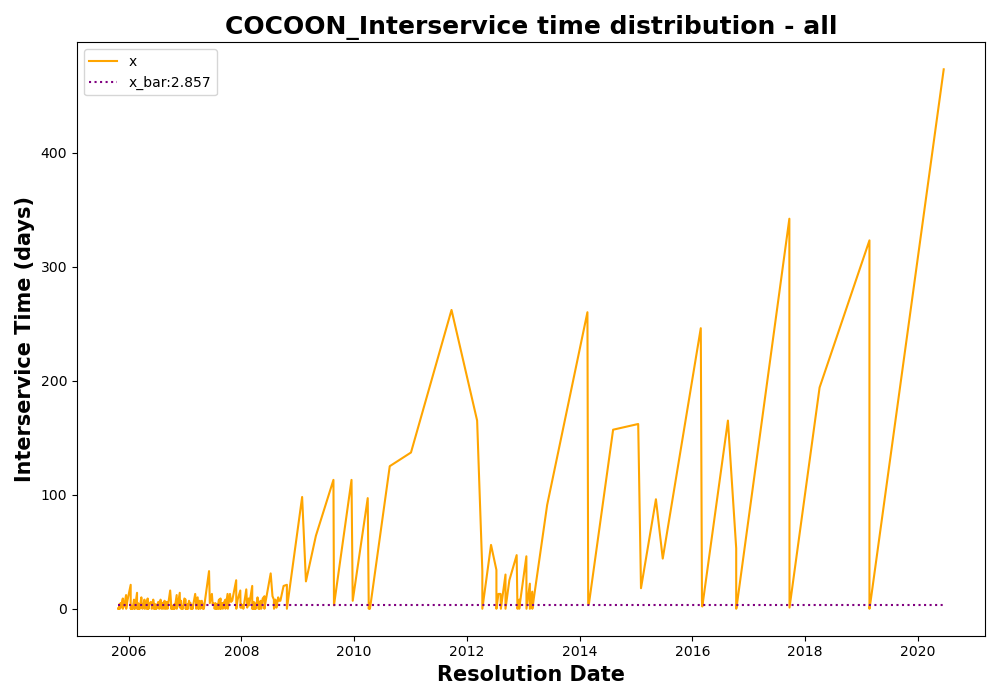 COCOON_Interservice time distribution - all
x
x_bar:2.857
Interservice Time (days)
400
300
200
100
0
2006 2008 2010 2012 2014 2016 2018 2020
Resolution Date